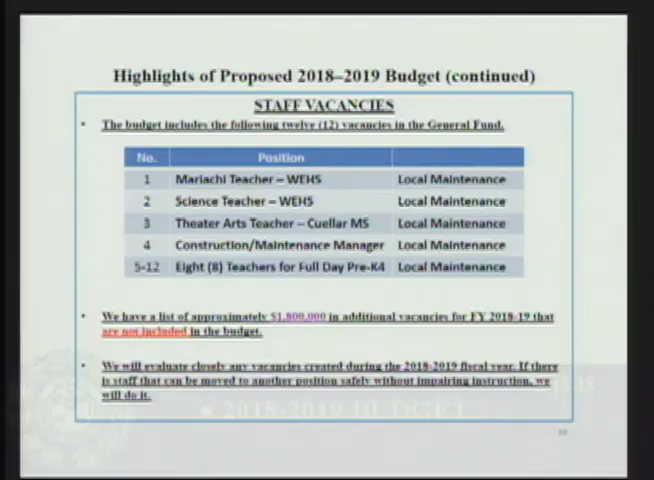 Highlights of Proposed 2018–2019 Budget (continued)
STAFF VACANCIES
• The budget includes the following twelve (12) vacancies in the General Fund.
No. Position
1 Mariachi Teacher – WEHS Local Maintenance
2 Science Teacher – WEHS Local Maintenance
3 Theater Arts Teacher – Cuellar MS Local Maintenance
4 Construction/Maintenance Manager Local Maintenance
5-12 Eight (8) Teachers for Full Day Pre-K4 Local Maintenance
• We have a list of approximately $1,800,000 in additional vacancies for FY 2018-19 that
are not included in the budget.
• We will evaluate closely any vacancies created during the 2018-2019 fiscal year. If there
is staff that can be moved to another position safely without impairing instruction, we
will do it.
• 2018-2019 BUDGET